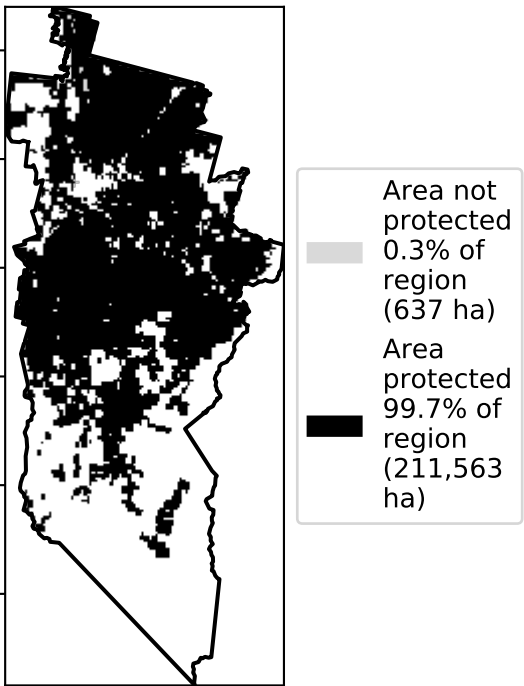 Area not
protected
0.3% of
region
(637 ha)
Area
protected
99.7% of
region
(211,563
ha)